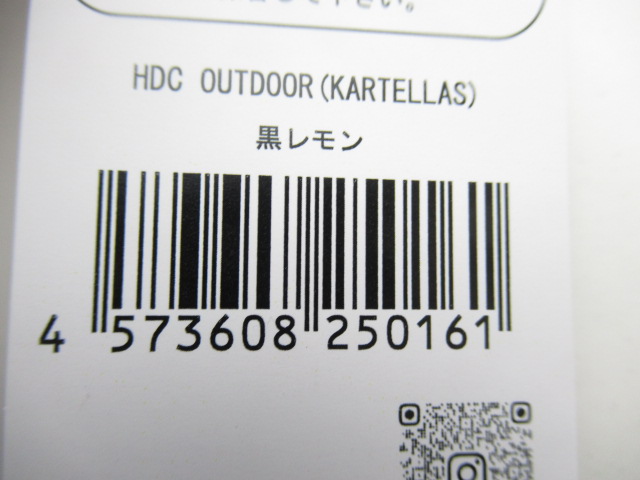 HDC OUTDOOR(KARTELLAS)
黒レモン
4 573608 250161